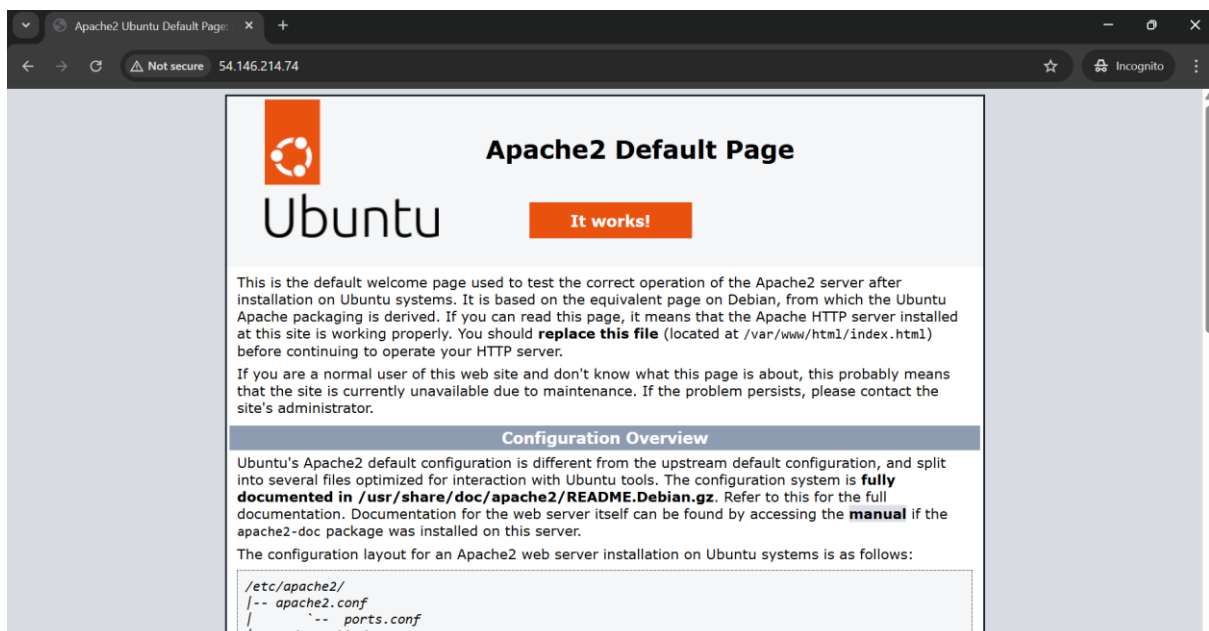 Apache2 Ubuntu Default Page:
Not secure 54.146.214.74
Incognito
Ubuntu
Apache2 Default Page
It works!
This is the default welcome page used to test the correct operation of the Apache2 server after
installation on Ubuntu systems. It is based on the equivalent page on Debian, from which the Ubuntu
Apache packaging is derived. If you can read this page, it means that the Apache HTTP server installed
at this site is working properly. You should replace this file (located at /var/www/html/index.html)
before continuing to operate your HTTP server.
If you are a normal user of this web site and don't know what this page is about, this probably means
that the site is currently unavailable due to maintenance. If the problem persists, please contact the
site's administrator.
Configuration Overview
Ubuntu's Apache2 default configuration is different from the upstream default configuration, and split
into several files optimized for interaction with Ubuntu tools. The configuration system is fully
documented in /usr/share/doc/apache2/README.Debian.gz. Refer to this for the full
documentation. Documentation for the web server itself can be found by accessing the manual if the
apache2-doc package was installed on this server.
The configuration layout for an Apache2 web server installation on Ubuntu systems is as follows:
/etc/apache2/
|-- apache2.conf
|       `--  ports.conf